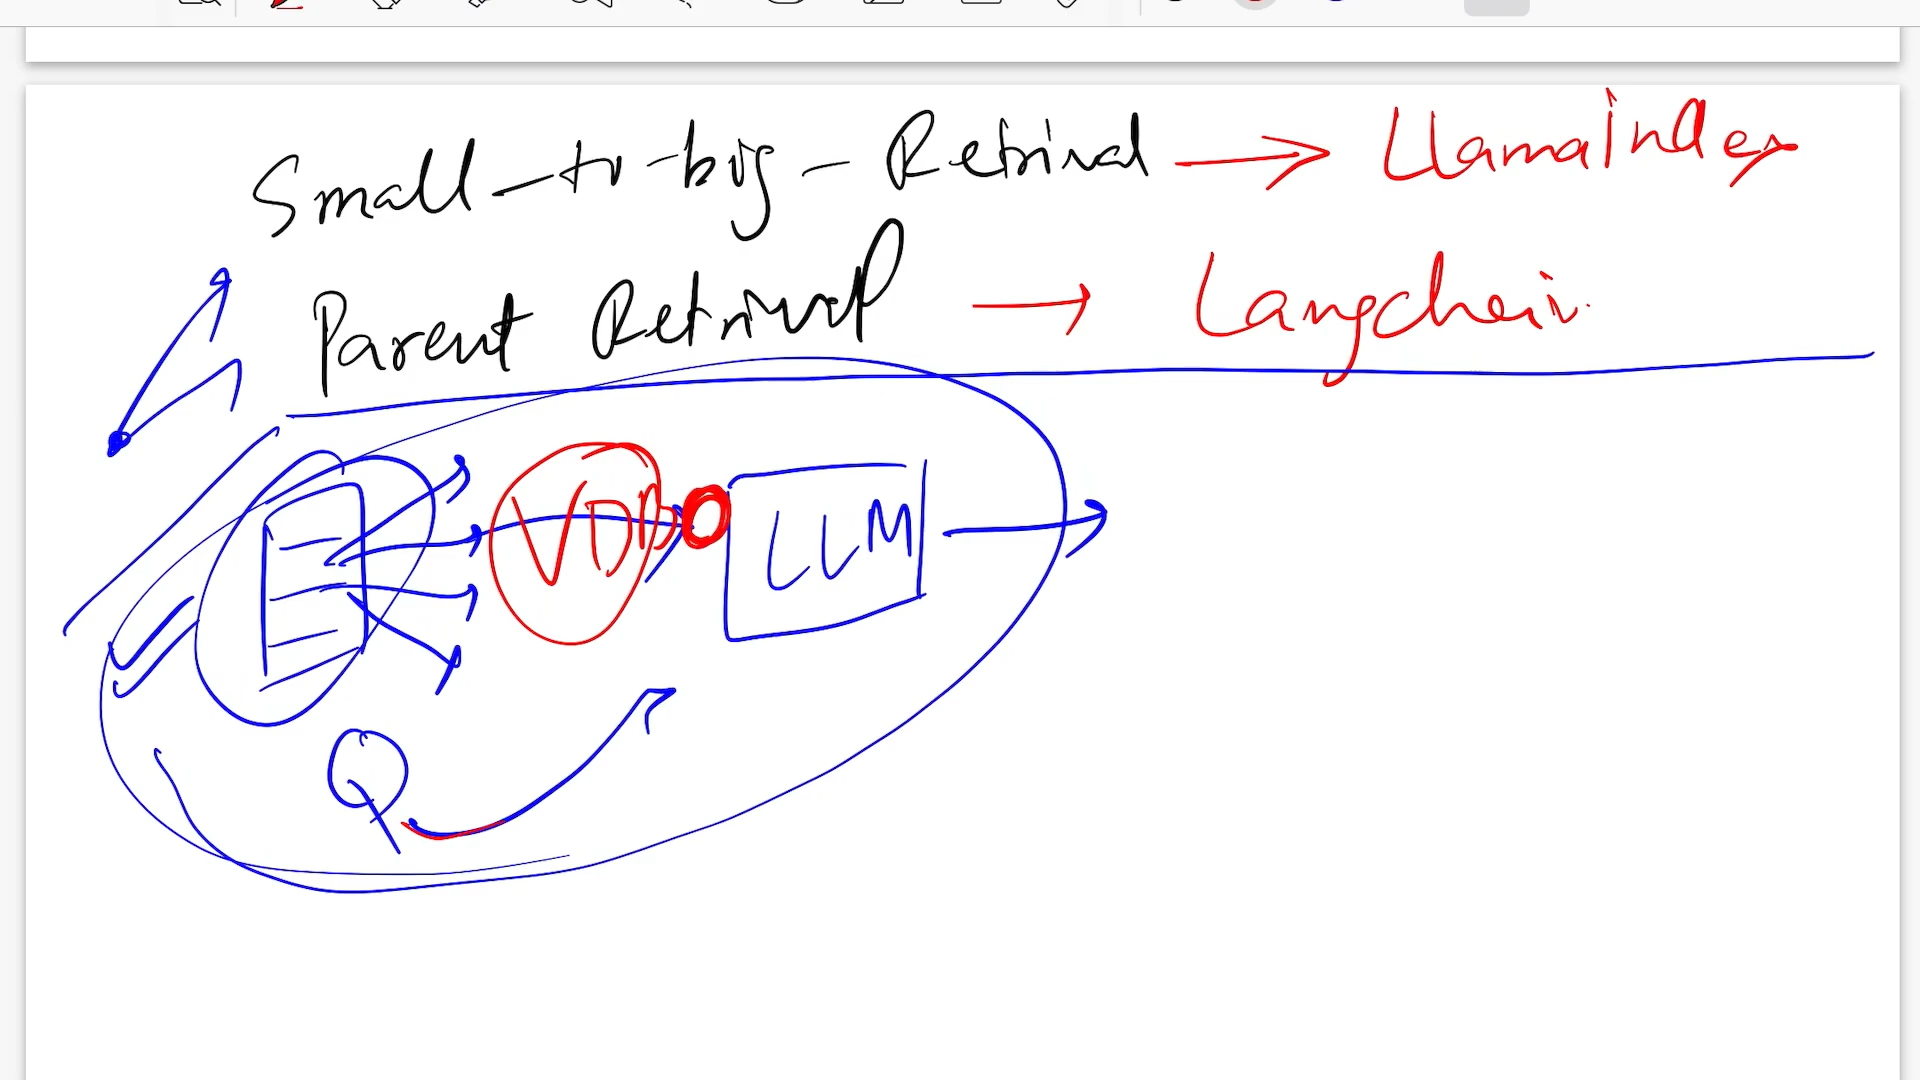 Small-to-big-Retrival → LlamaIndex
Parent Retrival → Langchain
VDB LLM
Q